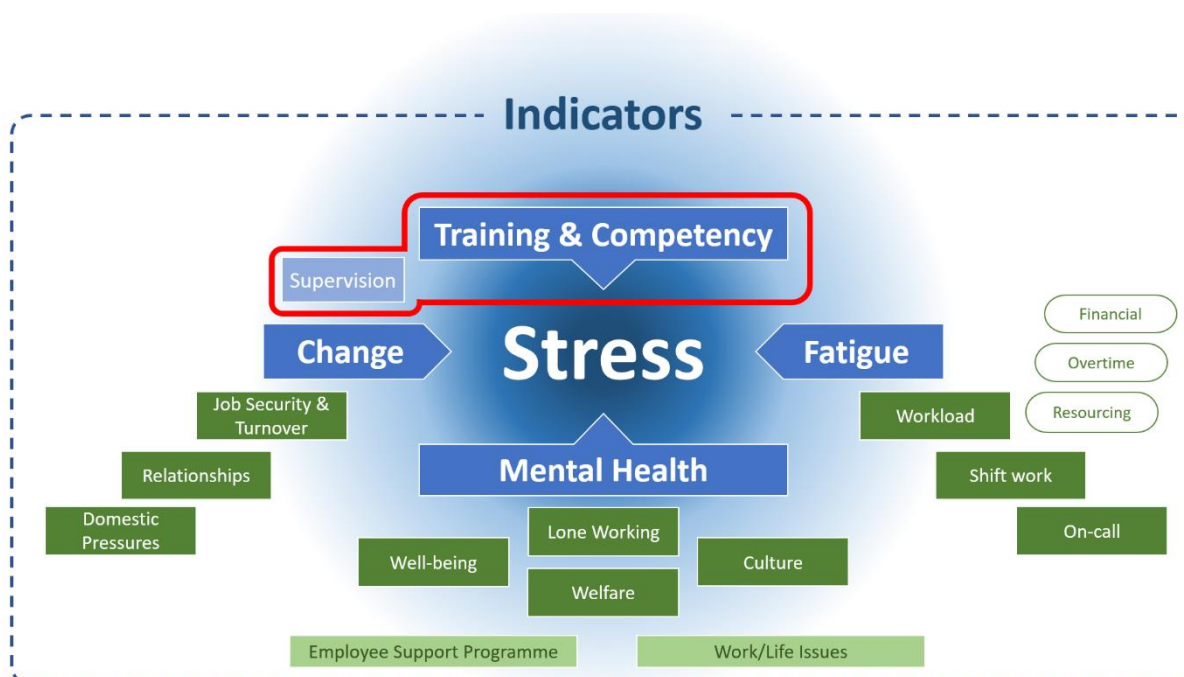 Indicators
Training & Competency
Supervision
Stress
Change
Fatigue
Financial
Overtime
Resourcing
Job Security &
Turnover
Workload
Relationships
Mental Health
Shift work
Domestic
Pressures
Lone Working
On-call
Well-being
Culture
Welfare
Employee Support Programme
Work/Life Issues